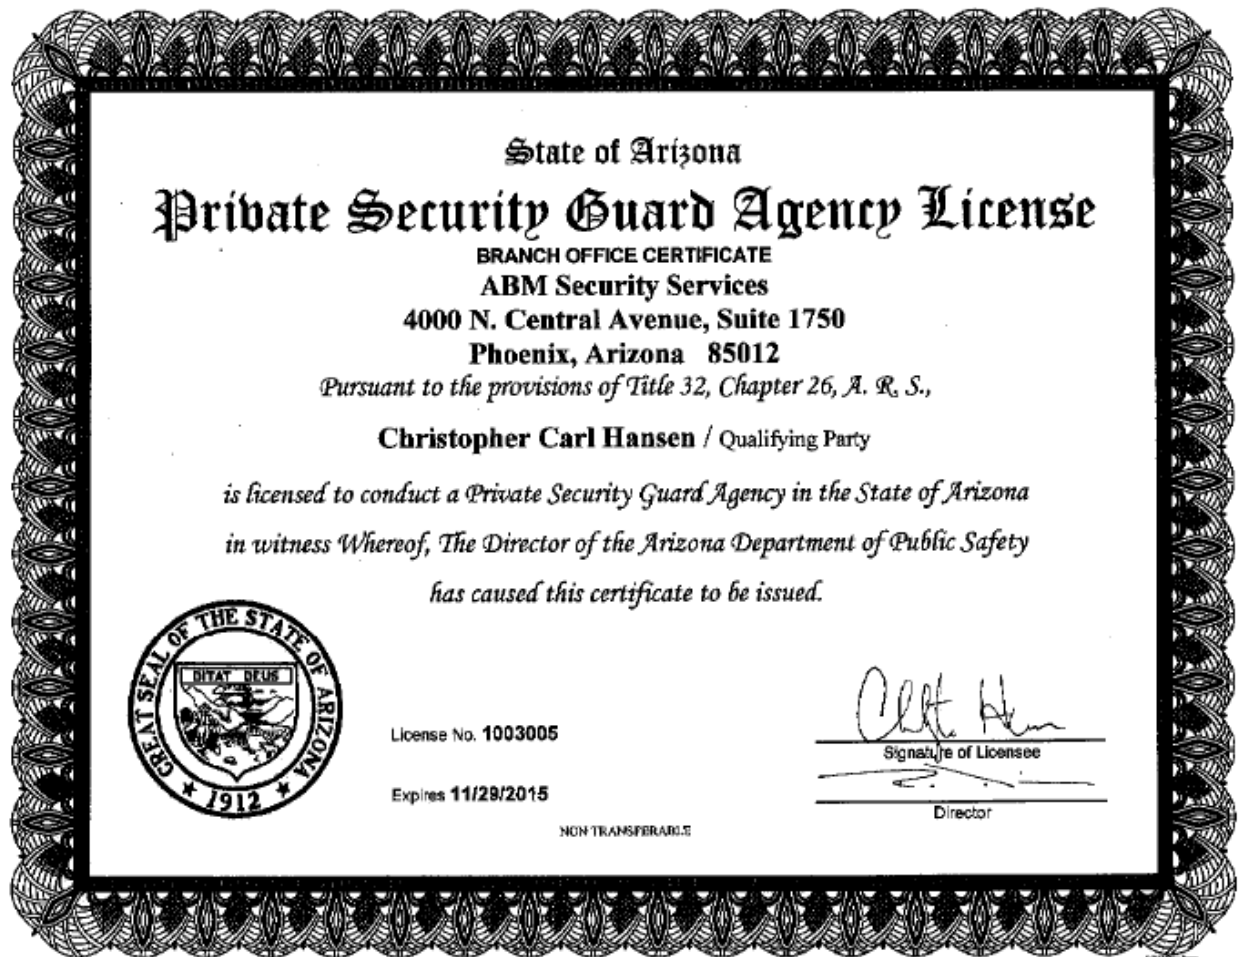 State of Arizona
Private Security Guard Agency License
BRANCH OFFICE CERTIFICATE
ABM Security Services
4000 N. Central Avenue, Suite 1750
Phoenix, Arizona 85012
Pursuant to the provisions of Title 32, Chapter 26, A. R. S.,
Christopher Carl Hansen / Qualifying Party
is licensed to conduct a Private Security Guard Agency in the State of Arizona
in witness Whereof, The Director of the Arizona Department of Public Safety
has caused this certificate to be issued.
GREAT SEAL OF THE STATE OF ARIZONA
DITAT DEUS
1912
License No. 1003005
Expires 11/29/2015
Signature of Licensee
Director
NON TRANSFERABLE